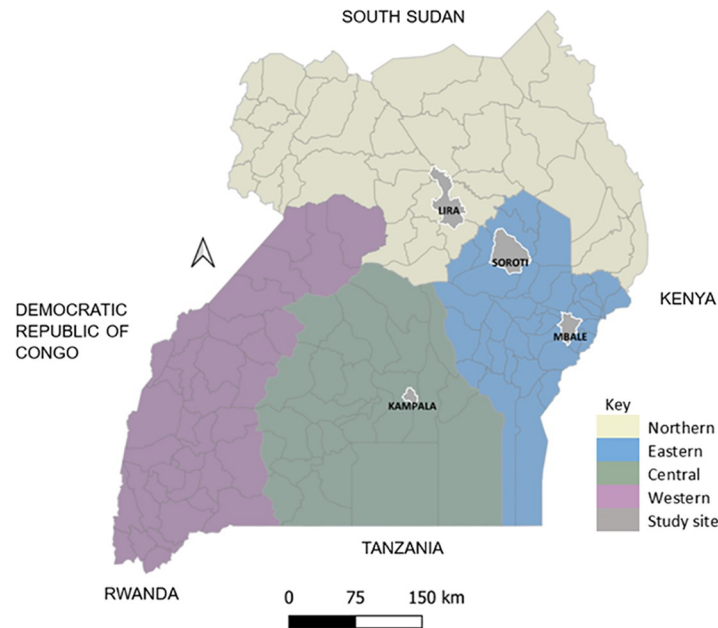 SOUTH SUDAN
LIRA
SOROTI
DEMOCRATIC
REPUBLIC OF
CONGO
KENYA
MBALE
KAMPALA
Key
Northern
Eastern
Central
Western
Study site
TANZANIA
RWANDA
0 75 150 km